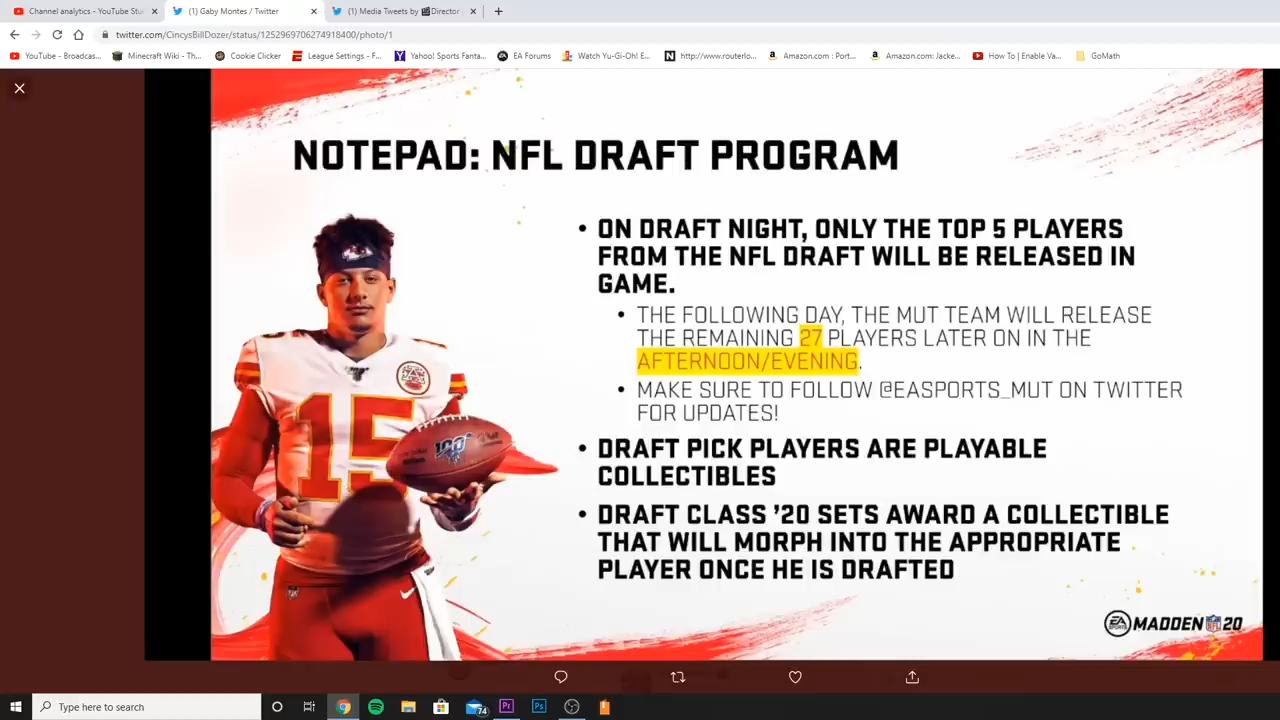 Channel analytics - YouTube Stu
(1) Gaby Montes / Twitter
(1) Media Tweets by 🎬Director
twitter.com/CincysBillDozer/status/1252969706274918400/photo/1
YouTube - Broadcas...
Minecraft Wiki - Th...
Cookie Clicker
League Settings - F...
Yahoo! Sports Fanta...
EA Forums
Watch Yu-Gi-Oh! E...
http://www.routerlo...
Amazon.com : Port...
Amazon.com: Jacke...
How To | Enable Va...
GoMath
NOTEPAD: NFL DRAFT PROGRAM
• ON DRAFT NIGHT, ONLY THE TOP 5 PLAYERS
FROM THE NFL DRAFT WILL BE RELEASED IN
GAME.
• THE FOLLOWING DAY, THE MUT TEAM WILL RELEASE
THE REMAINING 27 PLAYERS LATER ON IN THE
AFTERNOON/EVENING.
• MAKE SURE TO FOLLOW @EASPORTS_MUT ON TWITTER
FOR UPDATES!
• DRAFT PICK PLAYERS ARE PLAYABLE
COLLECTIBLES
• DRAFT CLASS '20 SETS AWARD A COLLECTIBLE
THAT WILL MORPH INTO THE APPROPRIATE
PLAYER ONCE HE IS DRAFTED
15
100
EA SPORTS MADDEN NFL 20
Type here to search
74